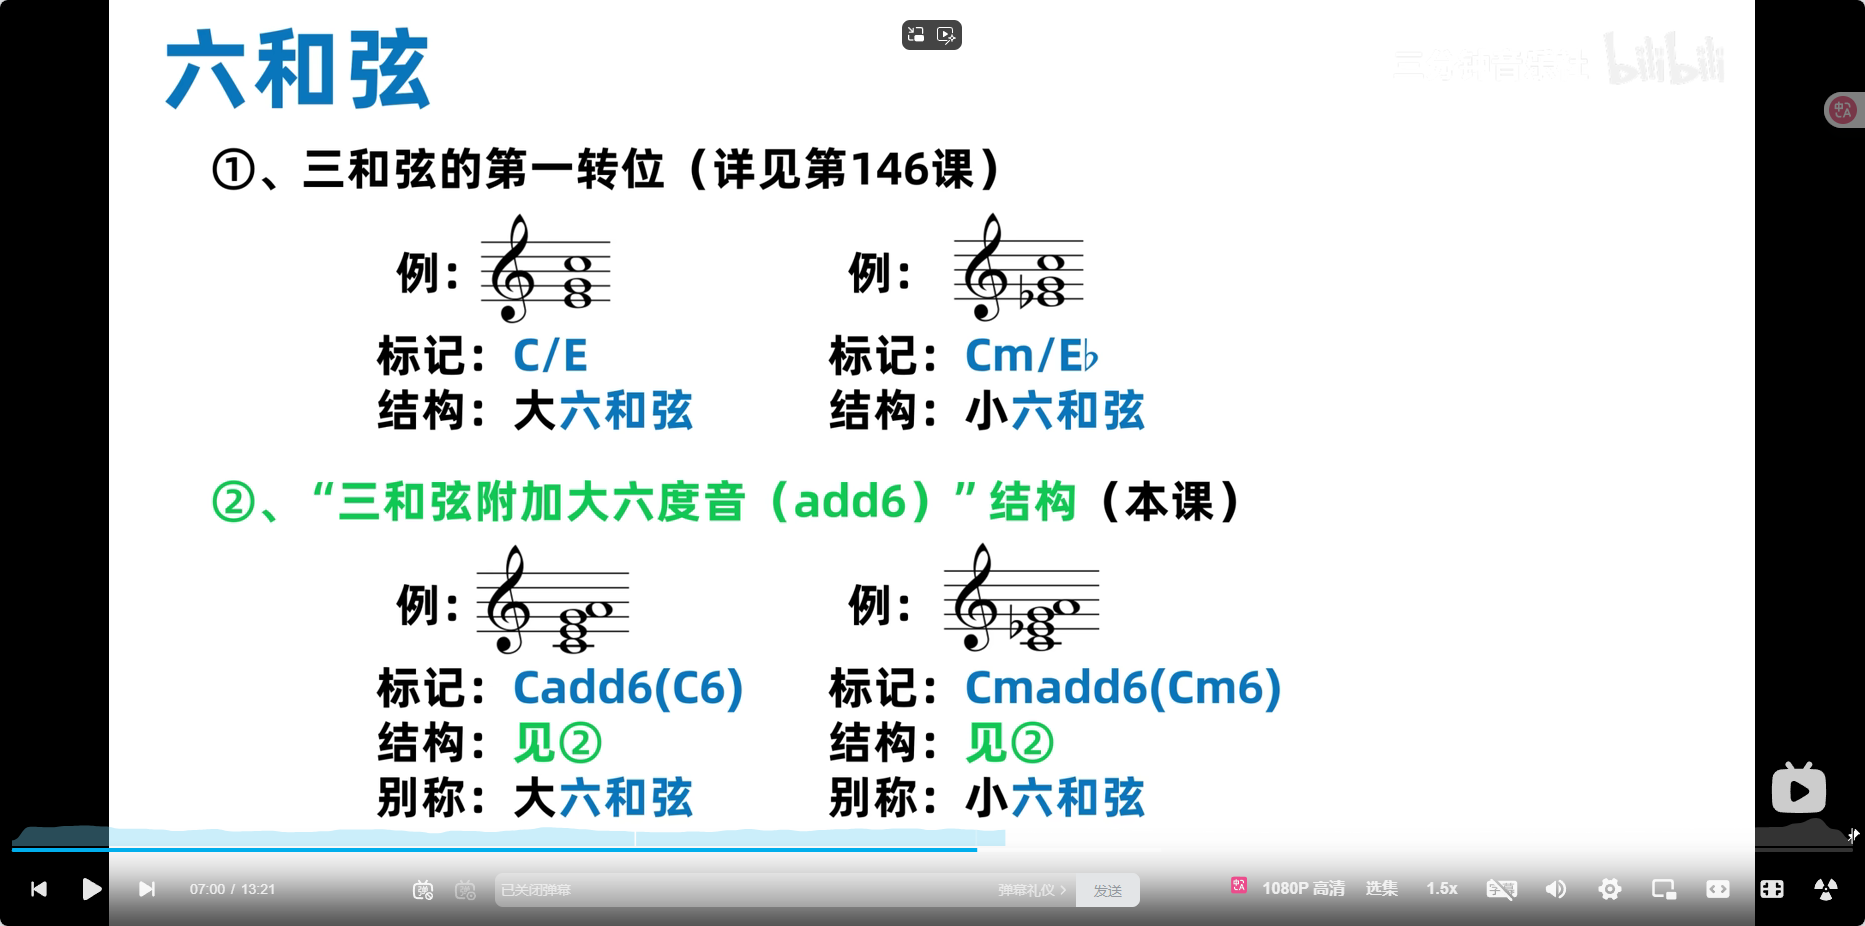 六和弦
bilibili
①、三和弦的第一转位（详见第146课）
例： 例：
标记：C/E 标记：Cm/E♭
结构：大六和弦 结构：小六和弦
②、“三和弦附加大六度音（add6）”结构（本课）
例： 例：
标记：Cadd6(C6) 标记：Cmadd6(Cm6)
结构：见② 结构：见②
别称：大六和弦 别称：小六和弦
07:00 / 13:21 已关闭弹幕 弹幕礼仪 > 发送 1080P 高清 选集 1.5x